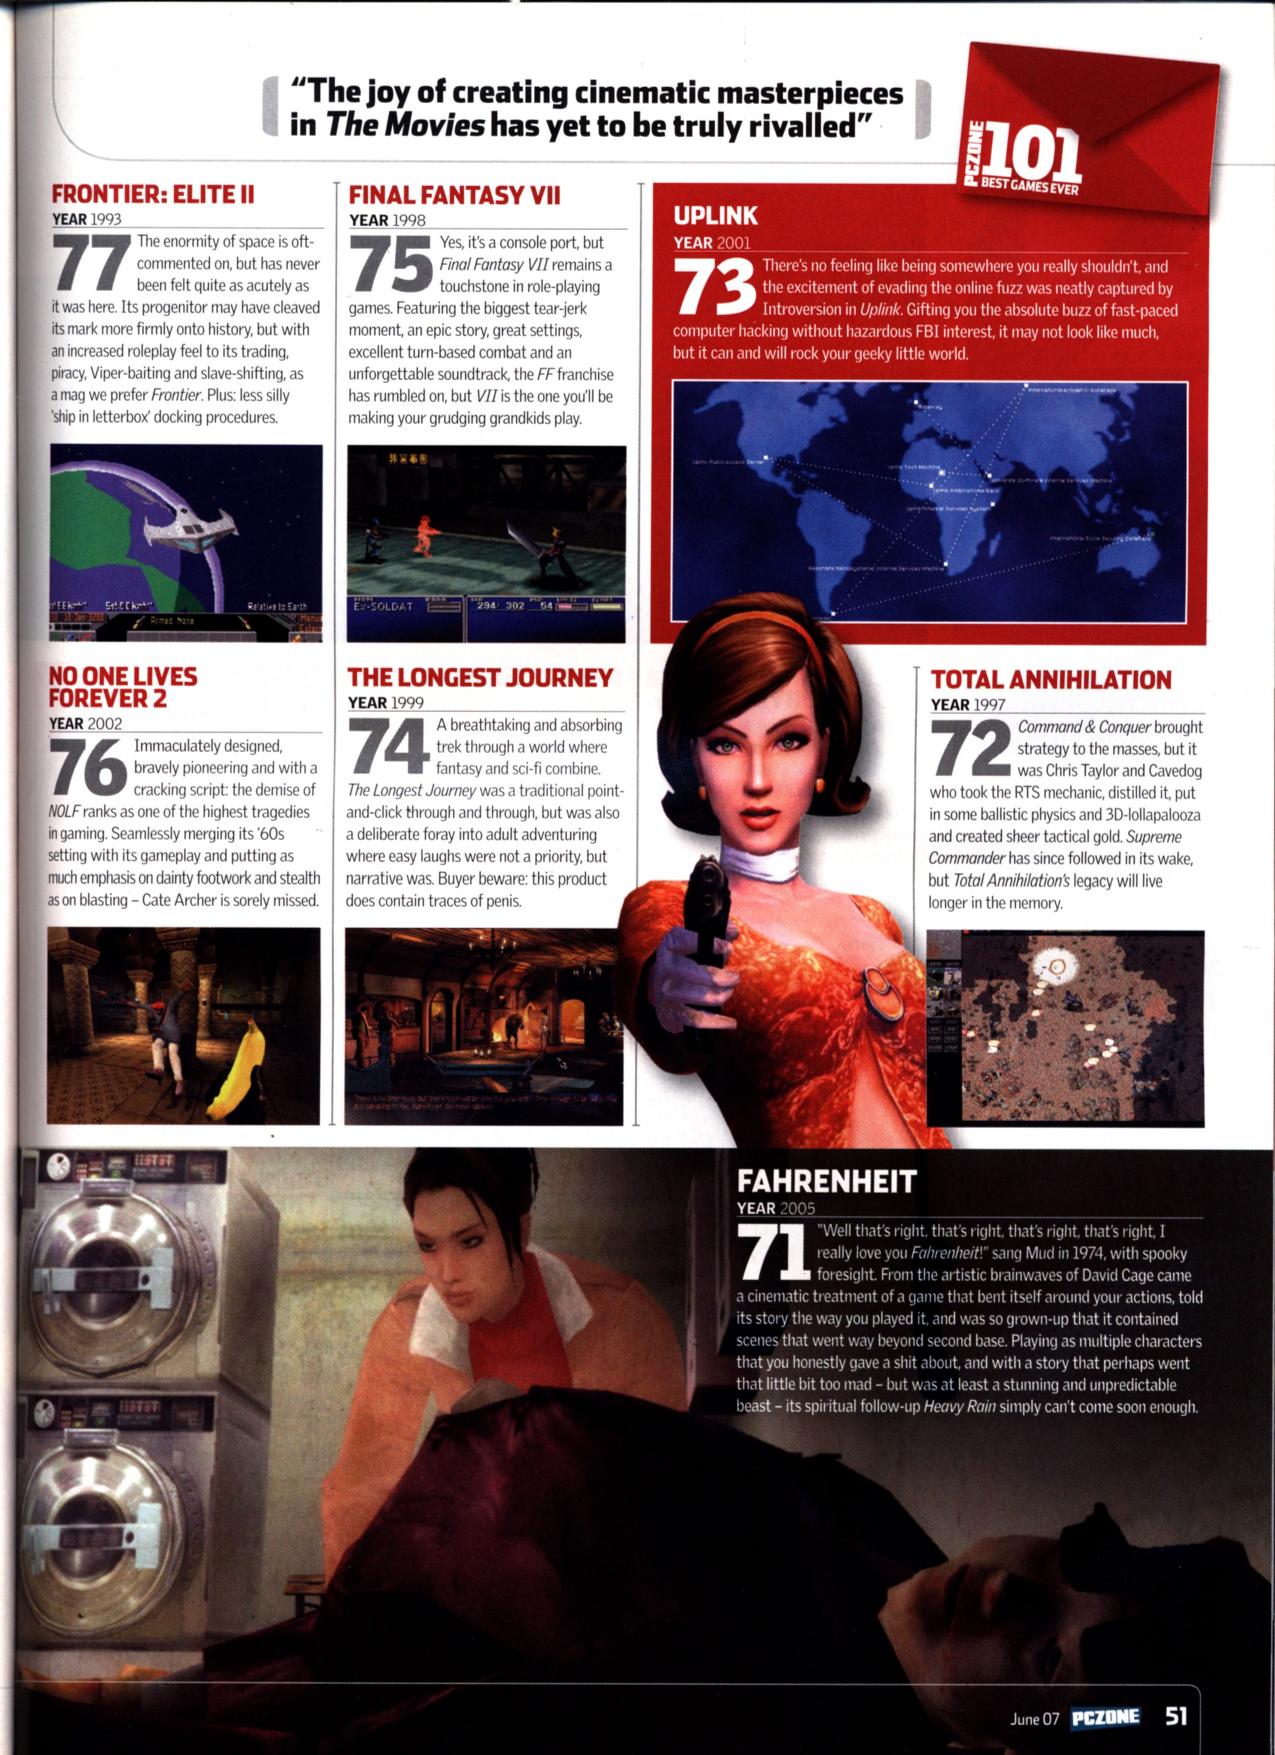 "The joy of creating cinematic masterpieces
in The Movies has yet to be truly rivalled"
PCZONE
101
BEST GAMES EVER
FRONTIER: ELITE II
YEAR 1993
77
The enormity of space is oft-
commented on, but has never
been felt quite as acutely as
it was here. Its progenitor may have cleaved
its mark more firmly onto history, but with
an increased roleplay feel to its trading,
piracy, Viper-baiting and slave-shifting, as
a mag we prefer Frontier. Plus: less silly
'ship in letterbox' docking procedures.
Relative to Earth
Armed None
NO ONE LIVES
FOREVER 2
YEAR 2002
76
Immaculately designed,
bravely pioneering and with a
cracking script: the demise of
NOLF ranks as one of the highest tragedies
in gaming. Seamlessly merging its '60s
setting with its gameplay and putting as
much emphasis on dainty footwork and stealth
as on blasting – Cate Archer is sorely missed.
FINAL FANTASY VII
YEAR 1998
75
Yes, it's a console port, but
Final Fantasy VII remains a
touchstone in role-playing
games. Featuring the biggest tear-jerk
moment, an epic story, great settings,
excellent turn-based combat and an
unforgettable soundtrack, the FF franchise
has rumbled on, but VII is the one you'll be
making your grudging grandkids play.
Ex-SOLDAT
294/ 302 54
THE LONGEST JOURNEY
YEAR 1999
74
A breathtaking and absorbing
trek through a world where
fantasy and sci-fi combine.
The Longest Journey was a traditional point-
and-click through and through, but was also
a deliberate foray into adult adventuring
where easy laughs were not a priority, but
narrative was. Buyer beware: this product
does contain traces of penis.
UPLINK
YEAR 2001
73
There's no feeling like being somewhere you really shouldn't, and
the excitement of evading the online fuzz was neatly captured by
Introversion in Uplink. Gifting you the absolute buzz of fast-paced
computer hacking without hazardous FBI interest, it may not look like much,
but it can and will rock your geeky little world.
International Academic Database
Gateway
Uplink Public Access Server
Uplink Test Machine
Uplink International Bank
Uplink Internal Services System
International Social Security Database
TOTAL ANNIHILATION
YEAR 1997
72
Command & Conquer brought
strategy to the masses, but it
was Chris Taylor and Cavedog
who took the RTS mechanic, distilled it, put
in some ballistic physics and 3D-lollapalooza
and created sheer tactical gold. Supreme
Commander has since followed in its wake,
but Total Annihilation's legacy will live
longer in the memory.
FAHRENHEIT
YEAR 2005
71
"Well that's right, that's right, that's right, that's right, I
really love you Fahrenheit!" sang Mud in 1974, with spooky
foresight. From the artistic brainwaves of David Cage came
a cinematic treatment of a game that bent itself around your actions, told
its story the way you played it, and was so grown-up that it contained
scenes that went way beyond second base. Playing as multiple characters
that you honestly gave a shit about, and with a story that perhaps went
that little bit too mad – but was at least a stunning and unpredictable
beast – its spiritual follow-up Heavy Rain simply can't come soon enough.
June 07 PCZONE 51